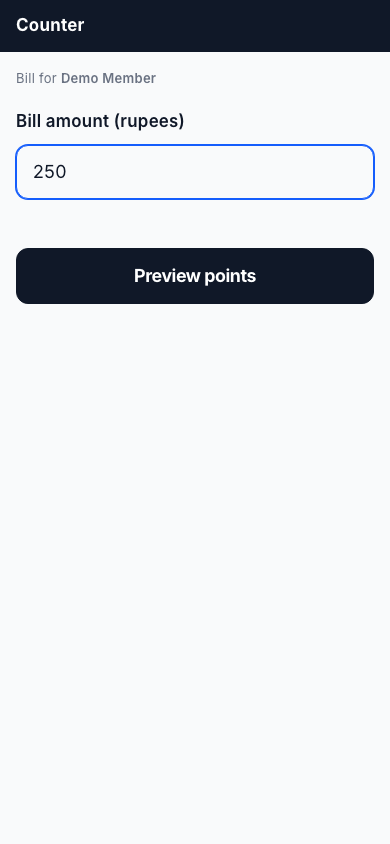 Counter
Bill for Demo Member
Bill amount (rupees)
250
Preview points